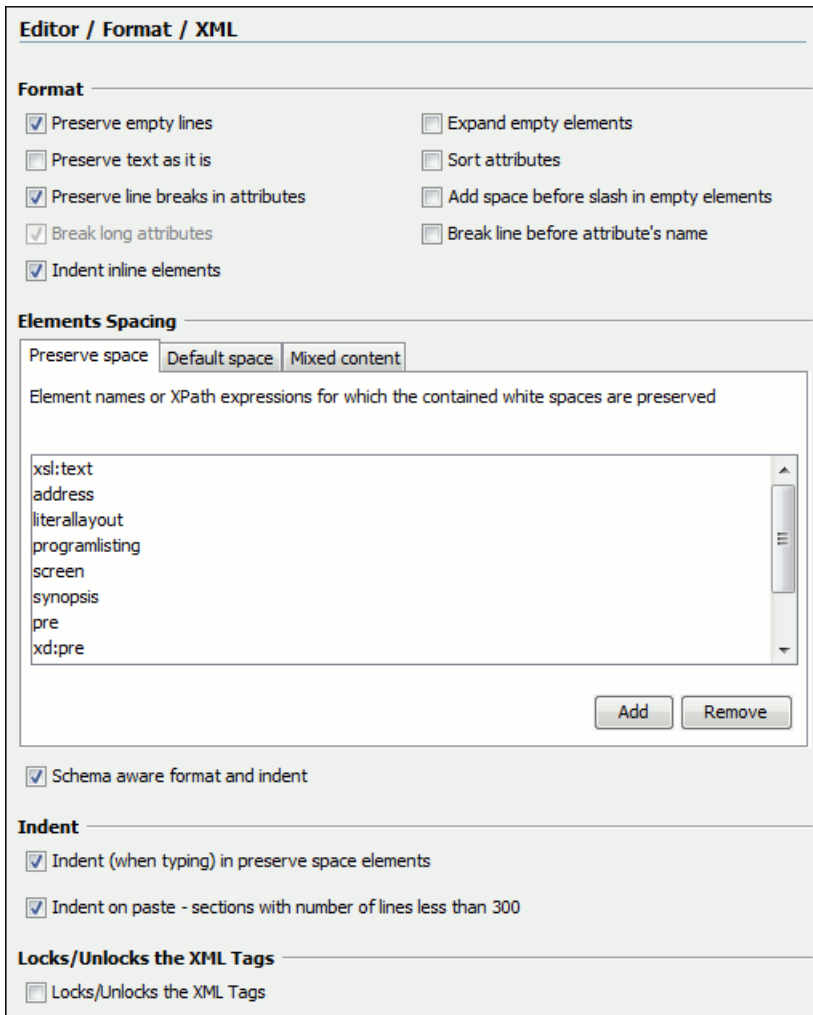 Editor / Format / XML
Format
Preserve empty lines
Expand empty elements
Preserve text as it is
Sort attributes
Preserve line breaks in attributes
Add space before slash in empty elements
Break long attributes
Break line before attribute's name
Indent inline elements
Elements Spacing
Preserve space Default space Mixed content
Element names or XPath expressions for which the contained white spaces are preserved
xsl:text
address
literallayout
programlisting
screen
synopsis
pre
xd:pre
Add Remove
Schema aware format and indent
Indent
Indent (when typing) in preserve space elements
Indent on paste - sections with number of lines less than 300
Locks/Unlocks the XML Tags
Locks/Unlocks the XML Tags